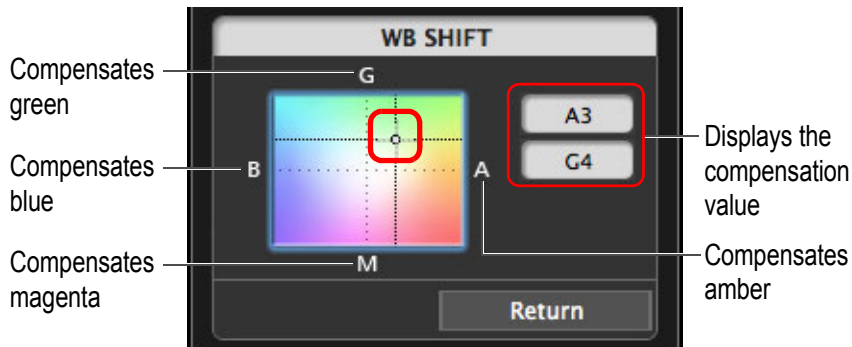 WB SHIFT
Compensates
green
G
A3
G4
Displays the
compensation
value
Compensates
blue
B
A
Compensates
magenta
M
Compensates
amber
Return